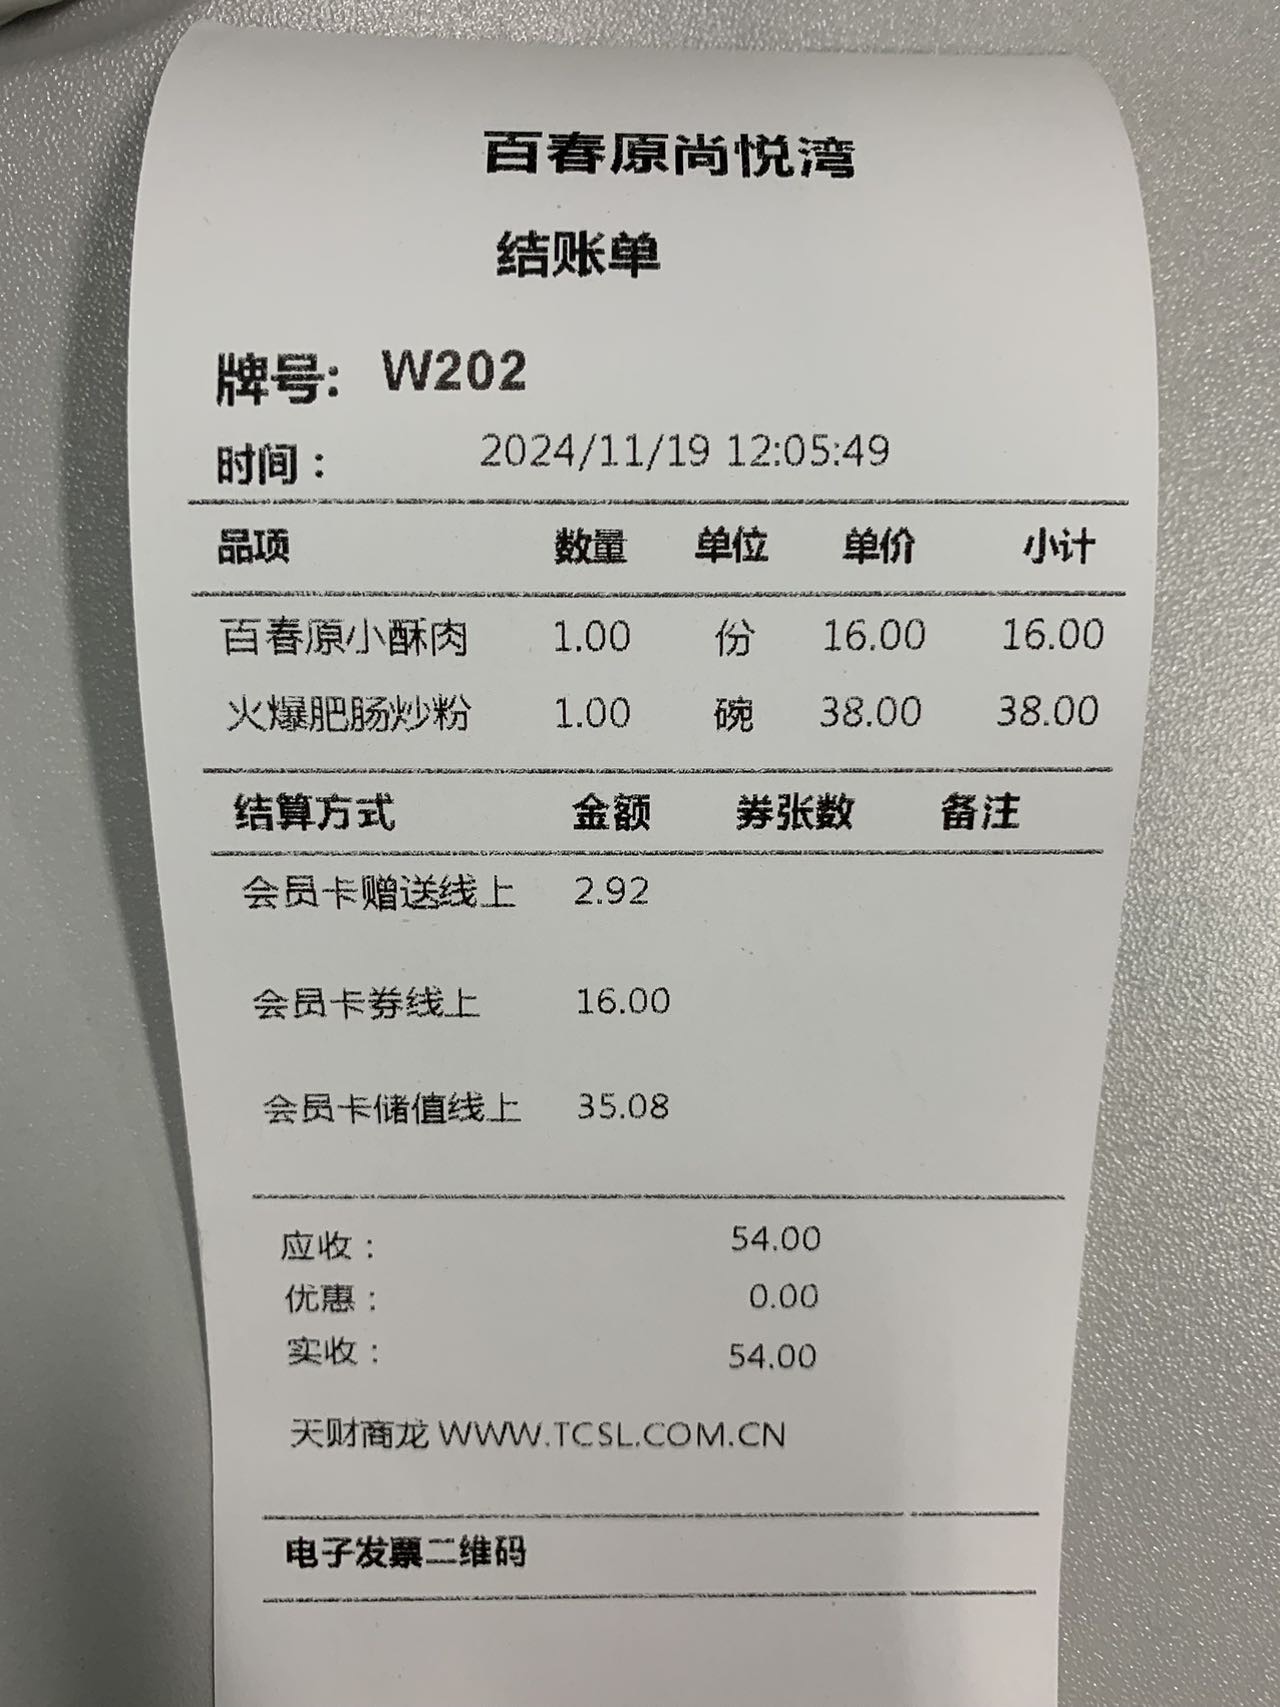 百春原尚悦湾
结账单
牌号: W202
时间： 2024/11/19 12:05:49
品项 数量 单位 单价 小计
百春原小酥肉 1.00 份 16.00 16.00
火爆肥肠炒粉 1.00 碗 38.00 38.00
结算方式 金额 券张数 备注
会员卡赠送线上 2.92
会员卡券线上 16.00
会员卡储值线上 35.08
应收： 54.00
优惠： 0.00
实收： 54.00
天财商龙 WWW.TCSL.COM.CN
电子发票二维码